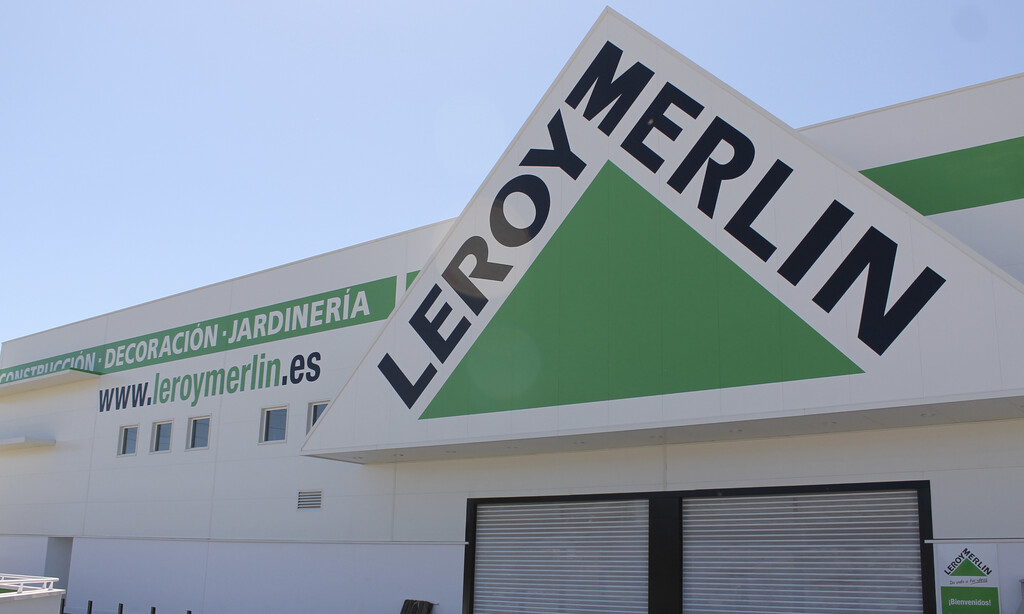 LEROY MERLIN
CONSTRUCCIÓN · DECORACIÓN · JARDINERÍA
www.leroymerlin.es
LEROY MERLIN
¡Bienvenidos!